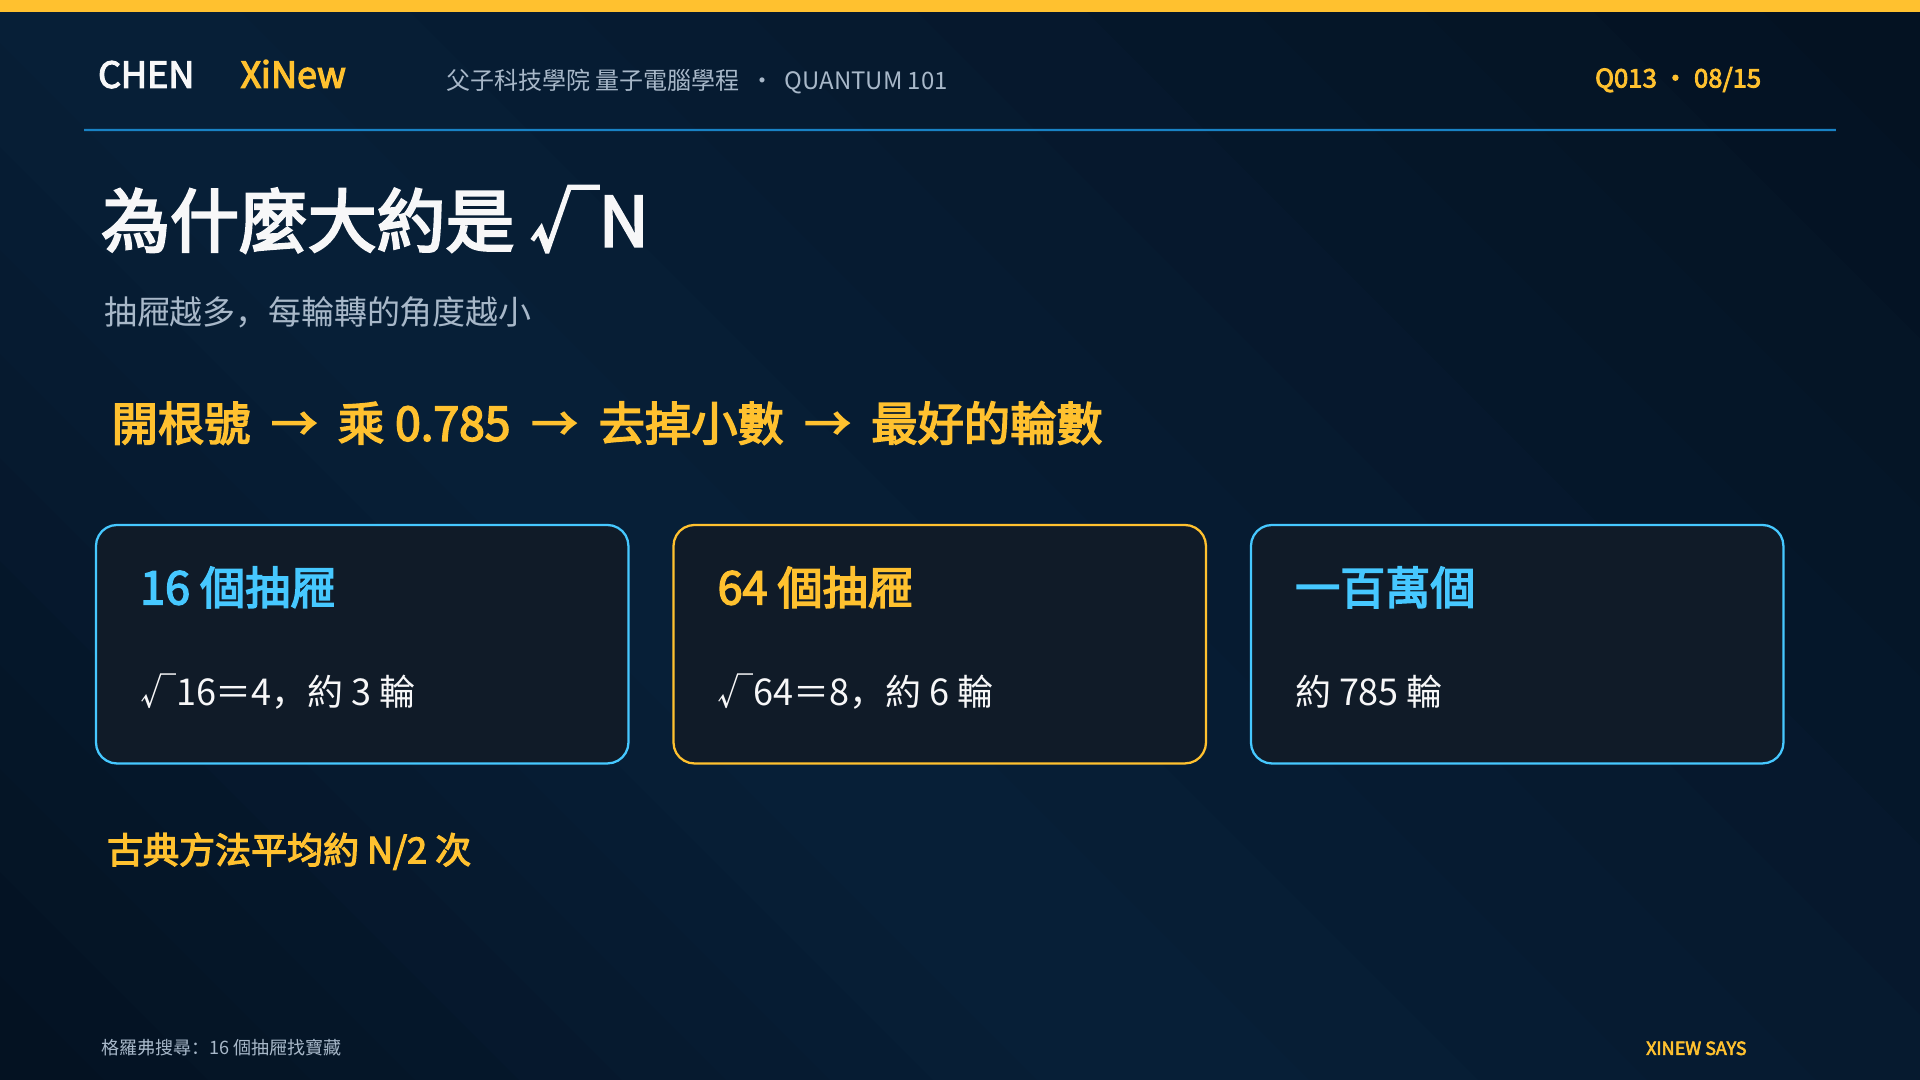 CHEN XiNew 父子科技學院 量子電腦學程 • QUANTUM 101 Q013 • 08/15
為什麼大約是 √N
抽屜越多，每輪轉的角度越小
開根號 → 乘 0.785 → 去掉小數 → 最好的輪數
16 個抽屜
√16＝4，約 3 輪
64 個抽屜
√64＝8，約 6 輪
一百萬個
約 785 輪
古典方法平均約 N/2 次
格羅弗搜尋：16 個抽屜找寶藏
XINEW SAYS